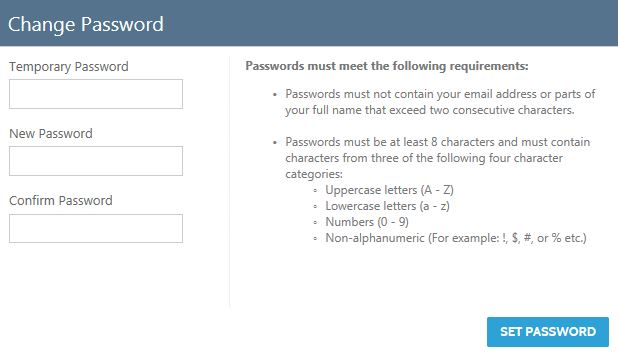 Change Password
Temporary Password
New Password
Confirm Password
Passwords must meet the following requirements:
• Passwords must not contain your email address or parts of
your full name that exceed two consecutive characters.
• Passwords must be at least 8 characters and must contain
characters from three of the following four character
categories:
◦ Uppercase letters (A - Z)
◦ Lowercase letters (a - z)
◦ Numbers (0 - 9)
◦ Non-alphanumeric (For example: !, $, #, or % etc.)
SET PASSWORD